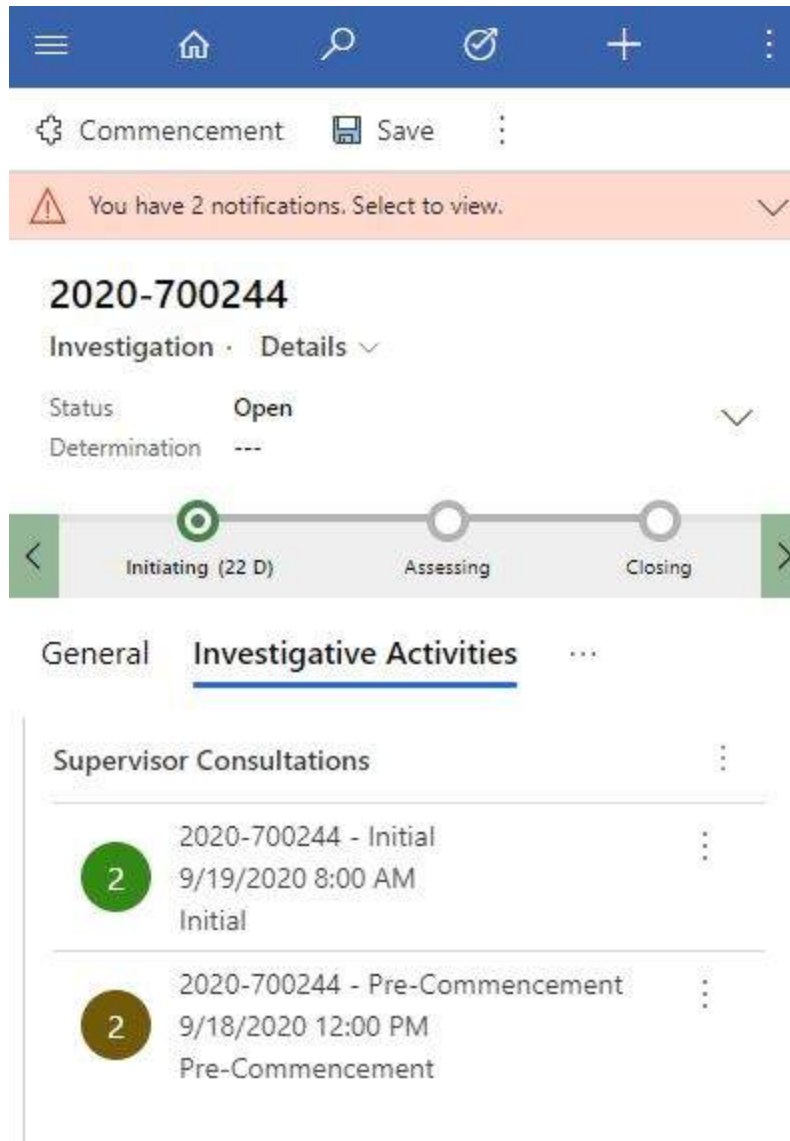 Commencement Save
You have 2 notifications. Select to view.
2020-700244
Investigation · Details
Status Open
Determination ---
Initiating (22 D) Assessing Closing
General Investigative Activities ...
Supervisor Consultations
2020-700244 - Initial
2 9/19/2020 8:00 AM
Initial
2020-700244 - Pre-Commencement
2 9/18/2020 12:00 PM
Pre-Commencement